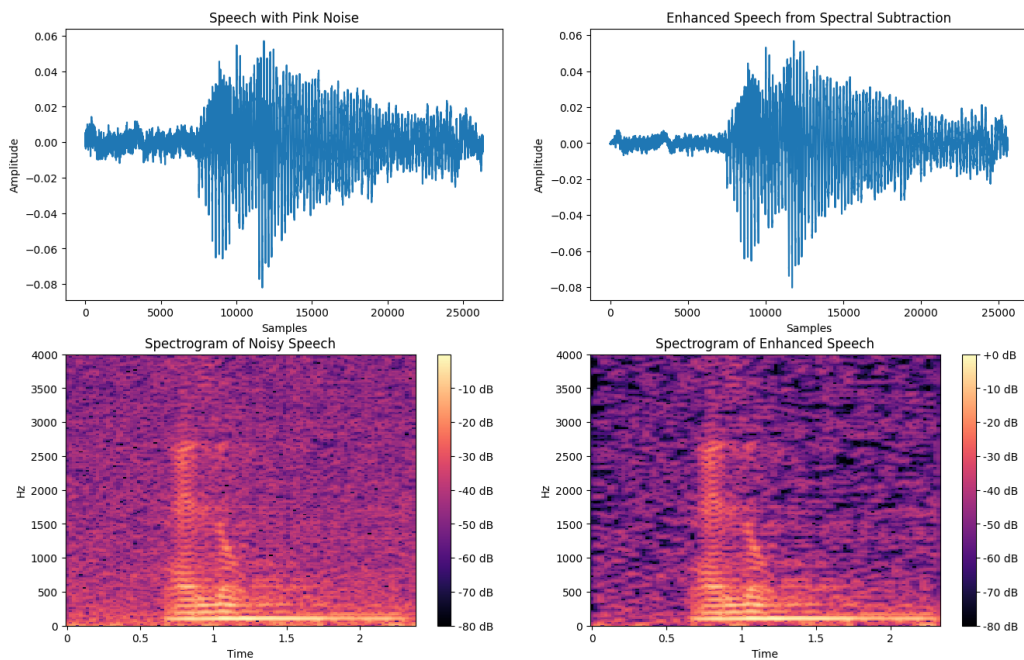 Speech with Pink Noise
0.06
0.04
0.02
0.00
−0.02
−0.04
−0.06
−0.08
Amplitude
0
5000
10000
15000
20000
25000
Samples
Enhanced Speech from Spectral Subtraction
0.06
0.04
0.02
0.00
−0.02
−0.04
−0.06
−0.08
Amplitude
0
5000
10000
15000
20000
25000
Samples
Spectrogram of Noisy Speech
4000
3500
3000
2500
2000
1500
1000
500
0
Hz
0
0.5
1
1.5
2
Time
-10 dB
-20 dB
-30 dB
-40 dB
-50 dB
-60 dB
-70 dB
-80 dB
Spectrogram of Enhanced Speech
4000
3500
3000
2500
2000
1500
1000
500
0
Hz
0
0.5
1
1.5
2
Time
+0 dB
-10 dB
-20 dB
-30 dB
-40 dB
-50 dB
-60 dB
-70 dB
-80 dB